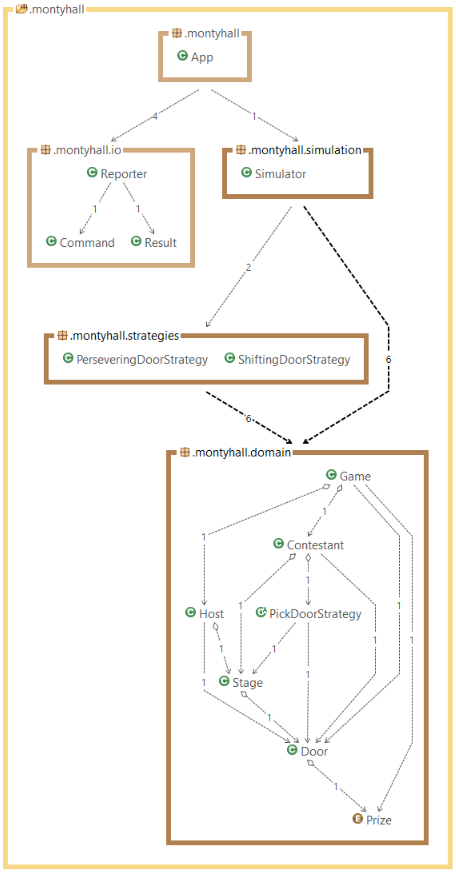 .montyhall
.montyhall
C App
4 1
.montyhall.io
.montyhall.simulation
C Reporter
C Simulator
1 1
C Command C Result
2
.montyhall.strategies
6
C PerseveringDoorStrategy C ShiftingDoorStrategy
6
.montyhall.domain
C Game
1
1
C Contestant
1
C Host C PickDoorStrategy
1 1 1
1 1 1
C Stage
1 1
1
C Door
1
E Prize